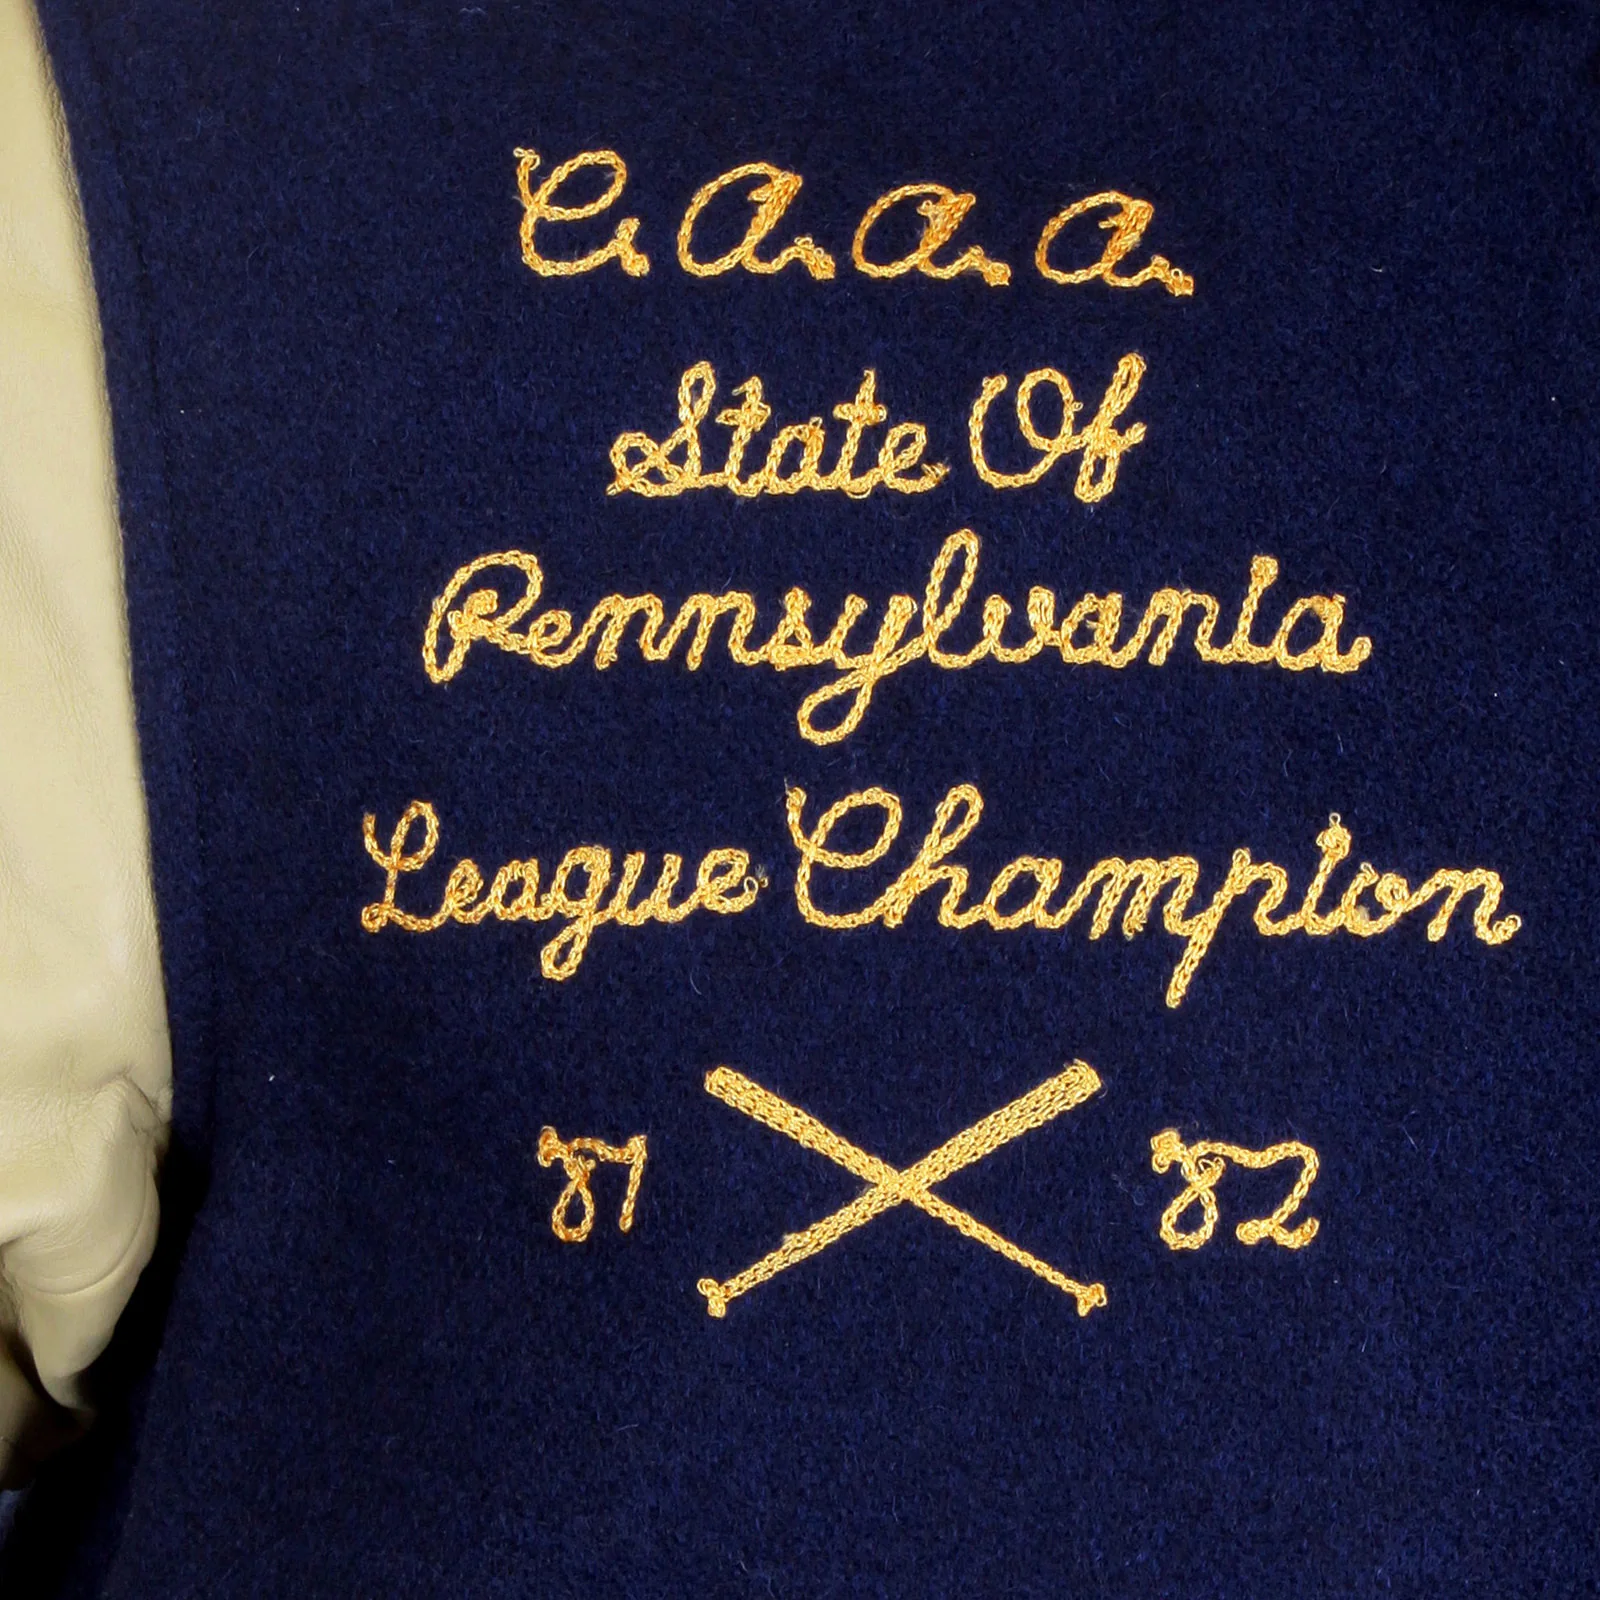 C. A. A. A.
State Of
Pennsylvania
League Champion
81 82